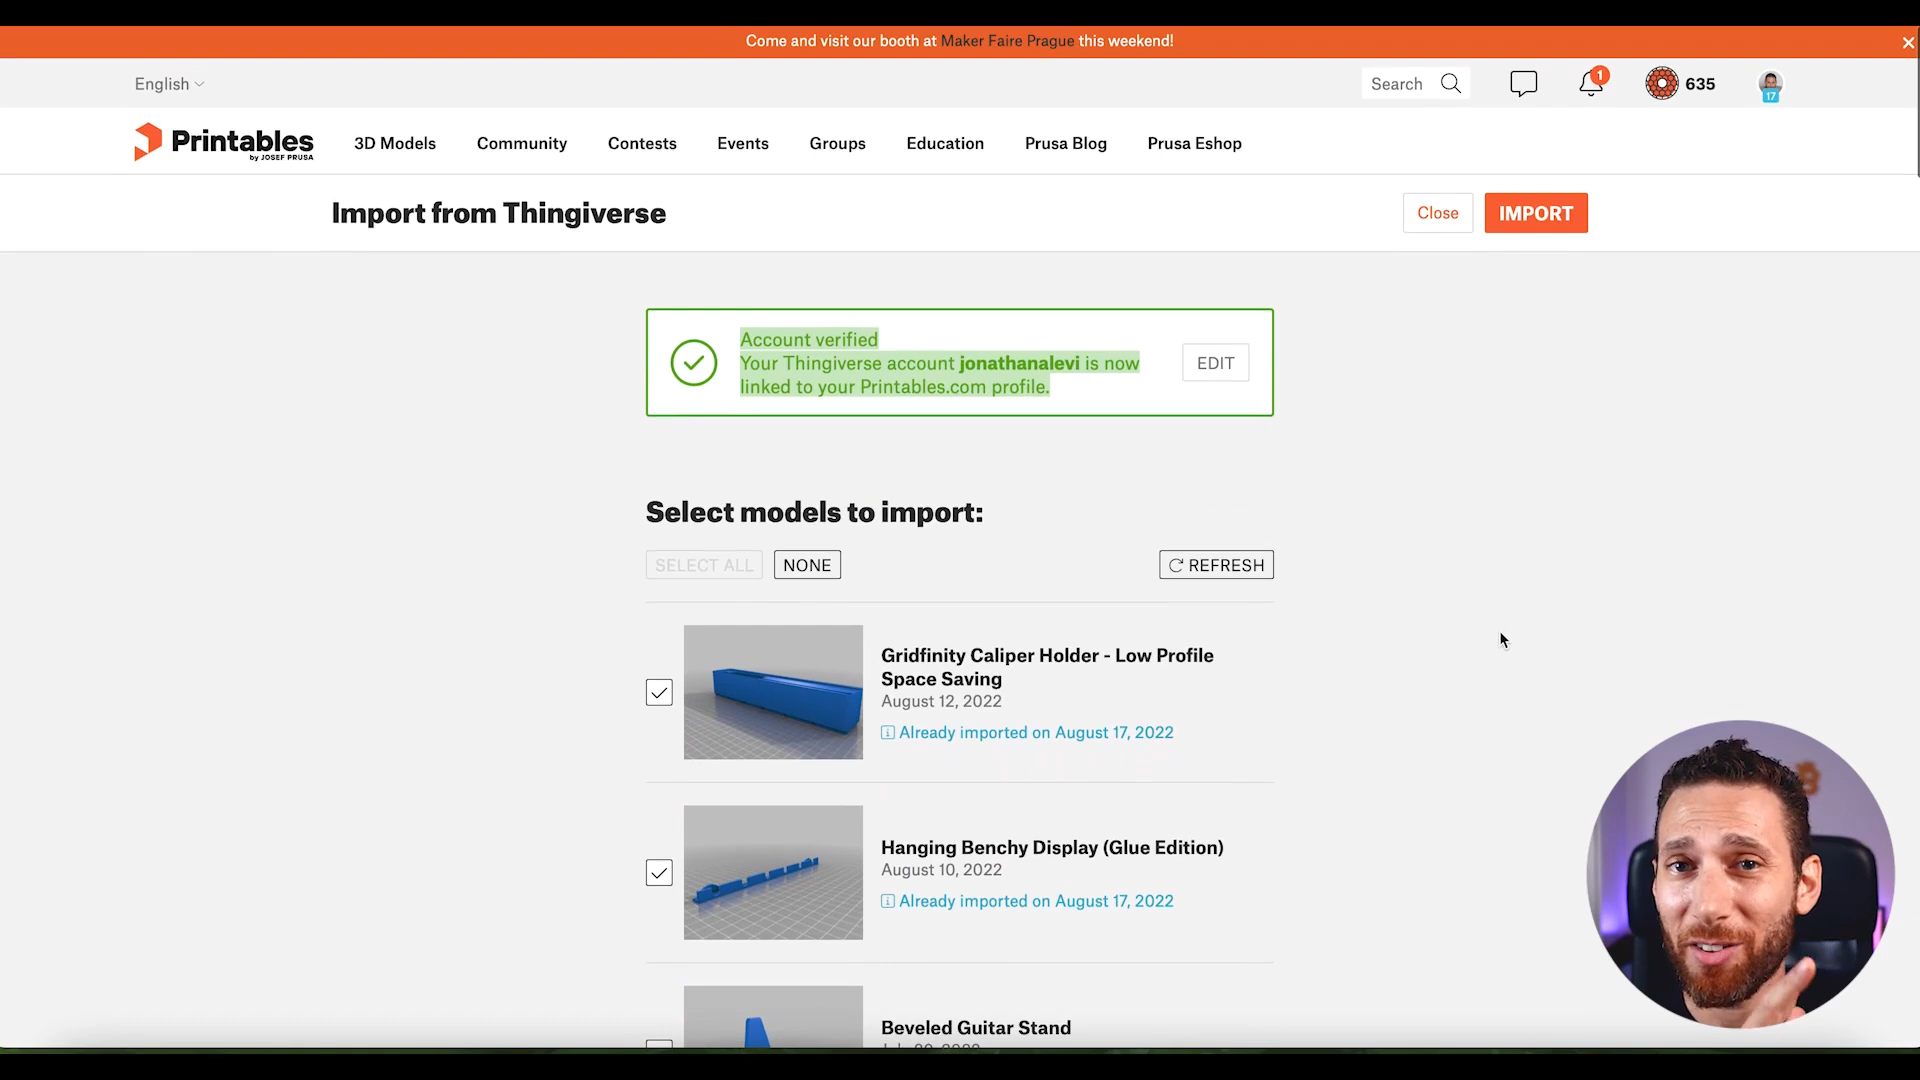 Come and visit our booth at Maker Faire Prague this weekend!
English
Search
1
635
17
Printables
by JOSEF PRUSA
3D Models
Community
Contests
Events
Groups
Education
Prusa Blog
Prusa Eshop
Import from Thingiverse
Close
IMPORT
Account verified
Your Thingiverse account jonathanalevi is now
linked to your Printables.com profile.
EDIT
Select models to import:
SELECT ALL
NONE
REFRESH
Gridfinity Caliper Holder - Low Profile
Space Saving
August 12, 2022
Already imported on August 17, 2022
Hanging Benchy Display (Glue Edition)
August 10, 2022
Already imported on August 17, 2022
Beveled Guitar Stand